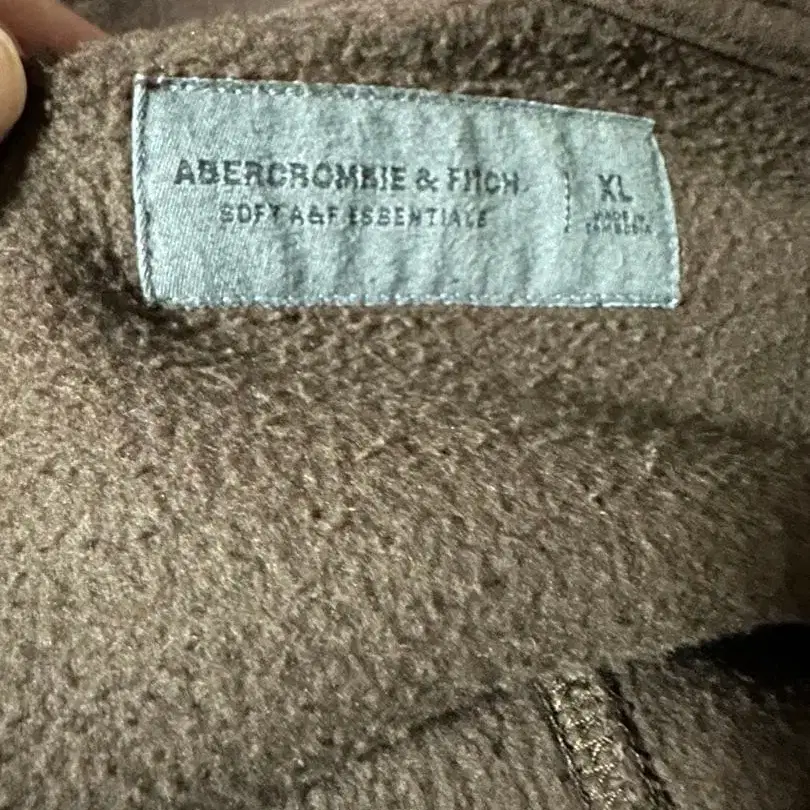 ABERCROMBIE & FITCH
SOFT A&F ESSENTIALS
XL
MADE IN
CAMBODIA